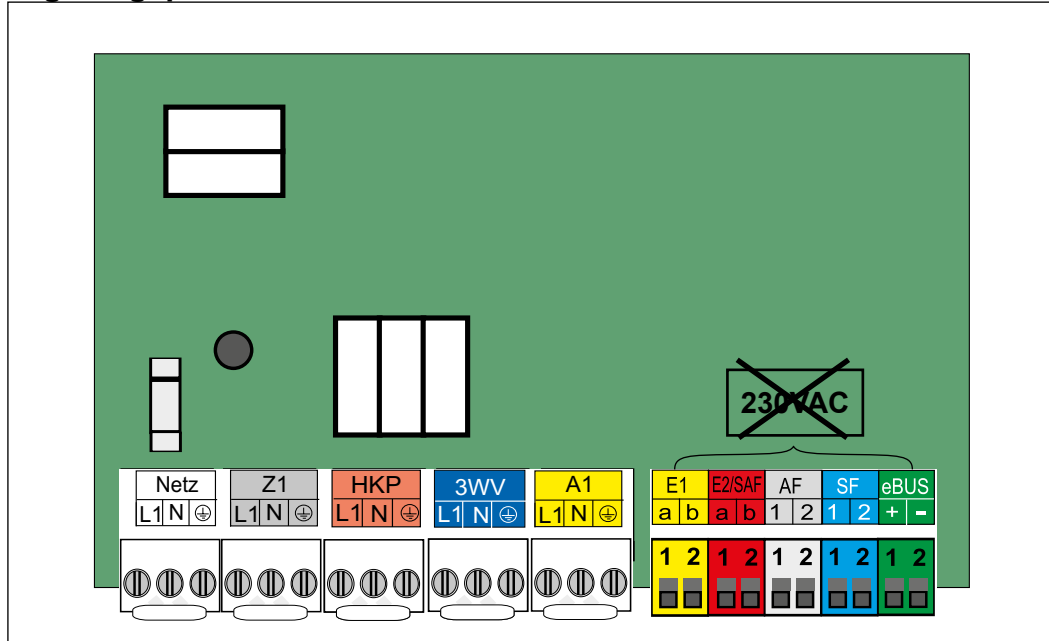 230VAC
Netz Z1 HKP 3WV A1 E1 E2/SAF AF SF eBUS
L1 N L1 N L1 N L1 N L1 N a b a b 1 2 1 2 + -
1 2 1 2 1 2 1 2 1 2